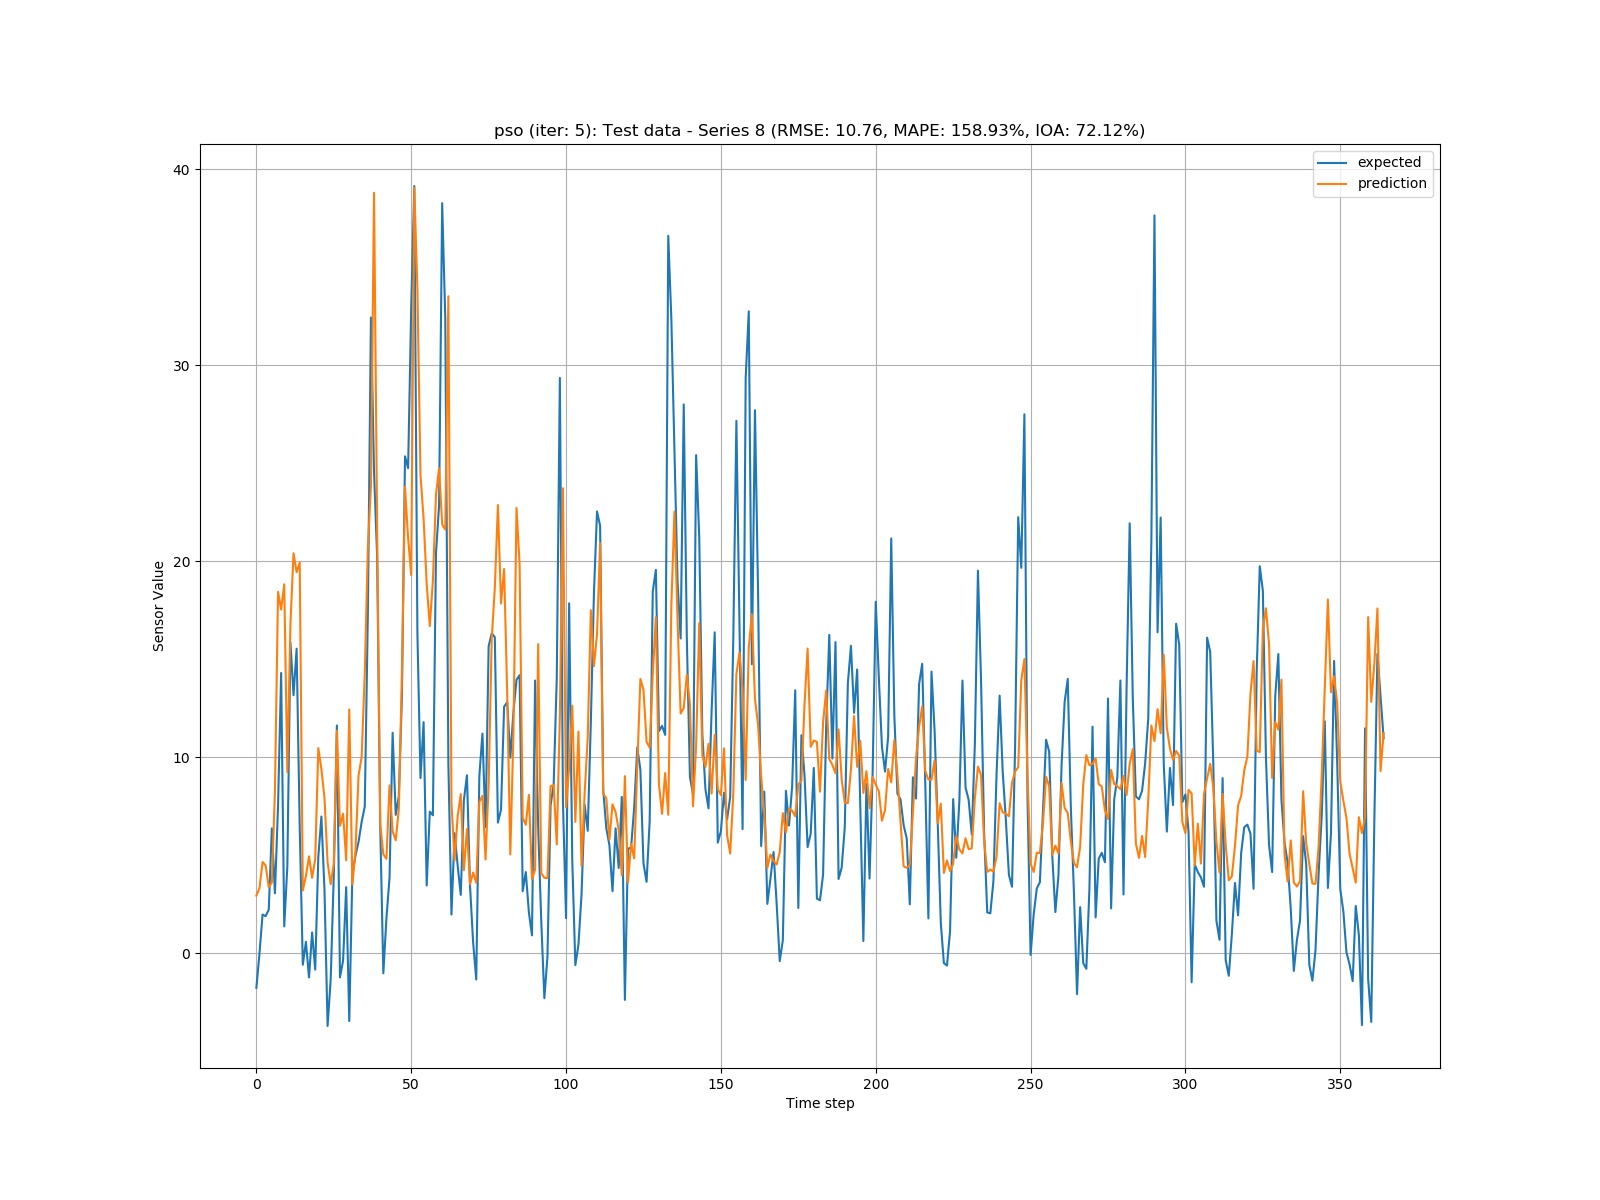 pso (iter: 5): Test data - Series 8 (RMSE: 10.76, MAPE: 158.93%, IOA: 72.12%)
expected
prediction
40
30
20
10
0
Sensor Value
0 50 100 150 200 250 300 350
Time step